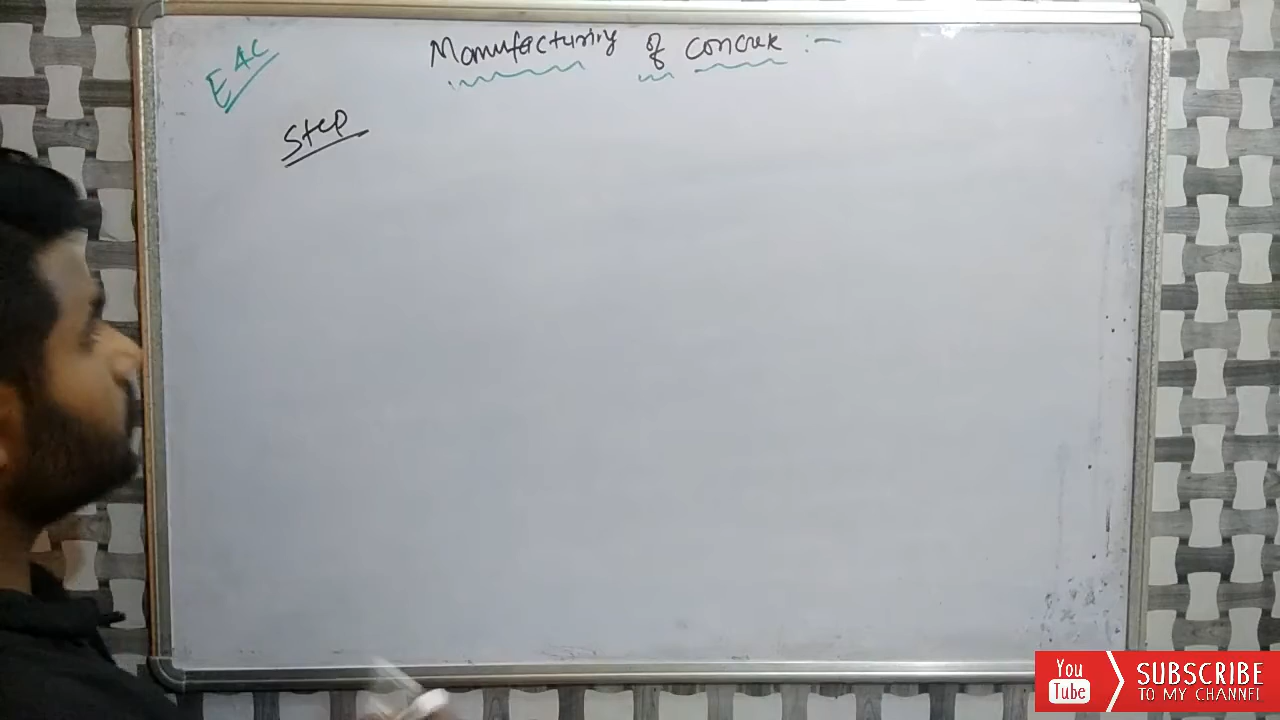 Manufacturing of concrete :-
EAC
Step
You
Tube
SUBSCRIBE
TO MY CHANNEL